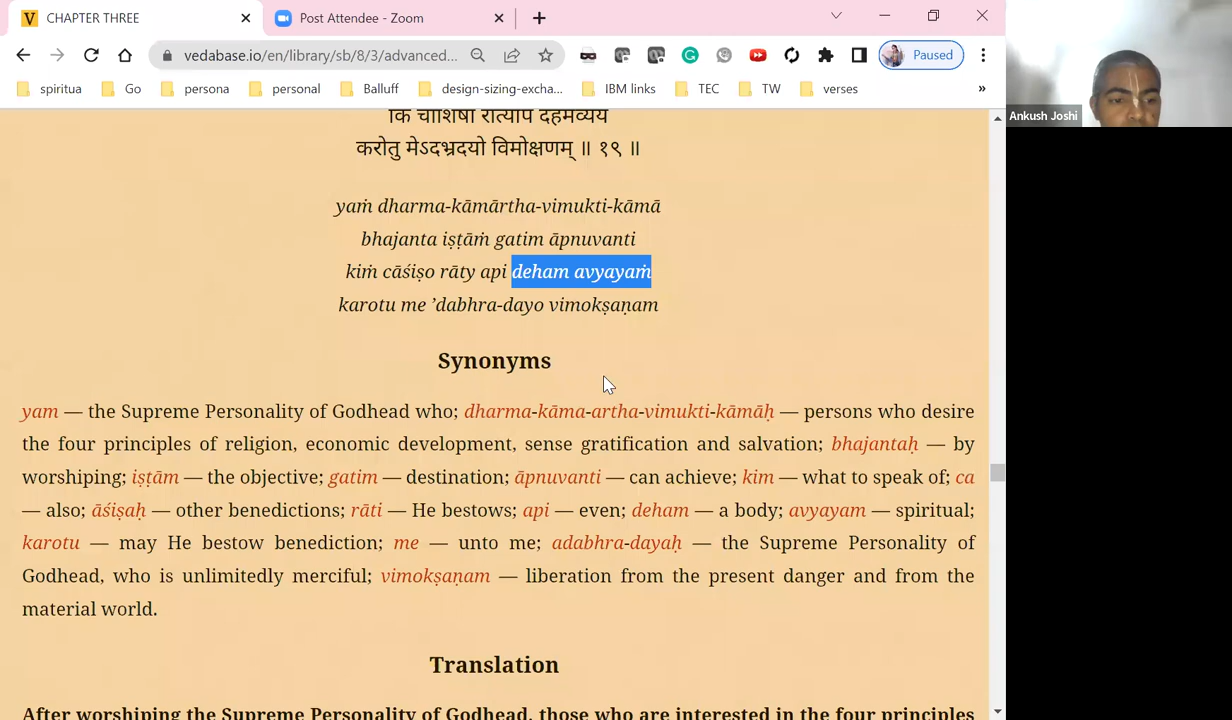 CHAPTER THREE
Post Attendee - Zoom
vedabase.io/en/library/sb/8/3/advanced...
Paused
spiritua
Go
persona
personal
Balluff
design-sizing-excha...
IBM links
TEC
TW
verses
»
Ankush Joshi
करोतु मेऽदभ्रदयो विमोक्षणम् ॥ १९ ॥
yaṁ dharma-kāmārtha-vimukti-kāmā
bhajanta iṣṭāṁ gatim āpnuvanti
kiṁ cāśiṣo rāty api deham avyayaṁ
karotu me ’dabhra-dayo vimokṣaṇam
Synonyms
yam — the Supreme Personality of Godhead who; dharma-kāma-artha-vimukti-kāmāḥ — persons who desire
the four principles of religion, economic development, sense gratification and salvation; bhajantaḥ — by
worshiping; iṣṭām — the objective; gatim — destination; āpnuvanti — can achieve; kim — what to speak of; ca
— also; āśiṣaḥ — other benedictions; rāti — He bestows; api — even; deham — a body; avyayam — spiritual;
karotu — may He bestow benediction; me — unto me; adabhra-dayaḥ — the Supreme Personality of
Godhead, who is unlimitedly merciful; vimokṣaṇam — liberation from the present danger and from the
material world.
Translation
After worshiping the Supreme Personality of Godhead, those who are interested in the four principles